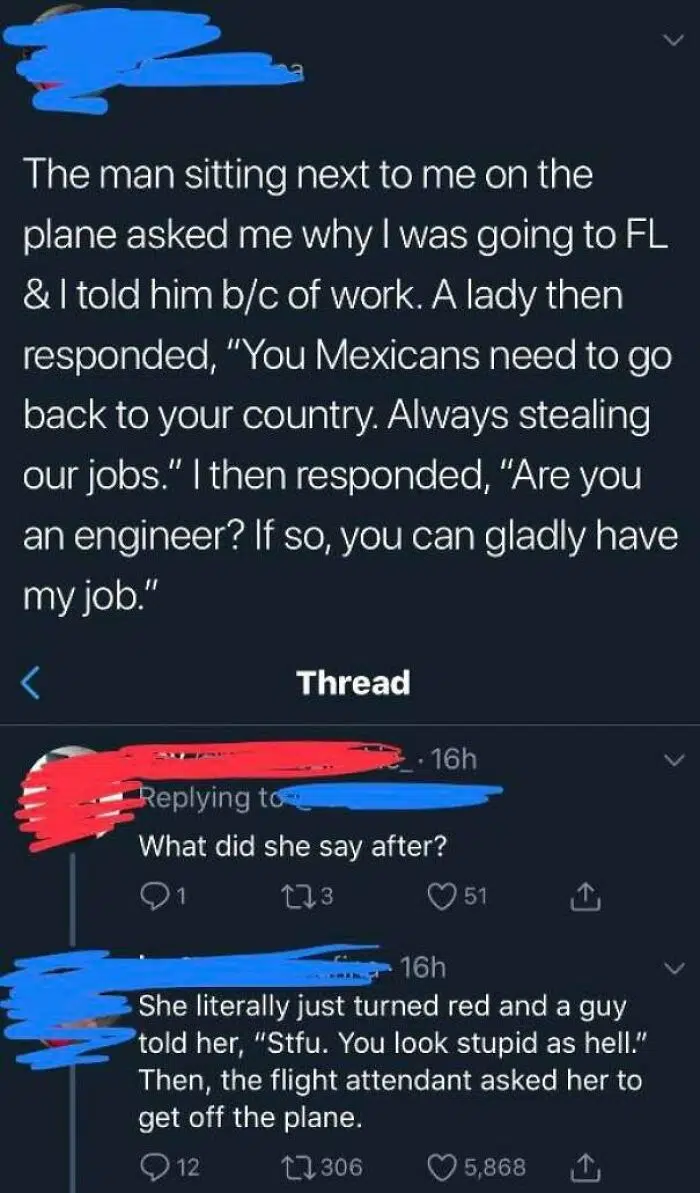 The man sitting next to me on the
plane asked me why I was going to FL
& I told him b/c of work. A lady then
responded, “You Mexicans need to go
back to your country. Always stealing
our jobs.” I then responded, “Are you
an engineer? If so, you can gladly have
my job.”
Thread
· 16h
Replying to
What did she say after?
1 3 51
16h
She literally just turned red and a guy
told her, “Stfu. You look stupid as hell.”
Then, the flight attendant asked her to
get off the plane.
12 306 5,868